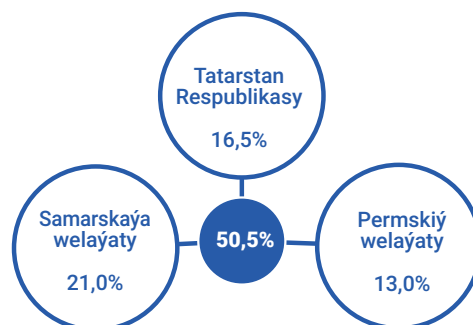 Tatarstan
Respublikasy
16,5%
Samarskaýa
welaýaty
21,0%
50,5%
Permskiý
welaýaty
13,0%